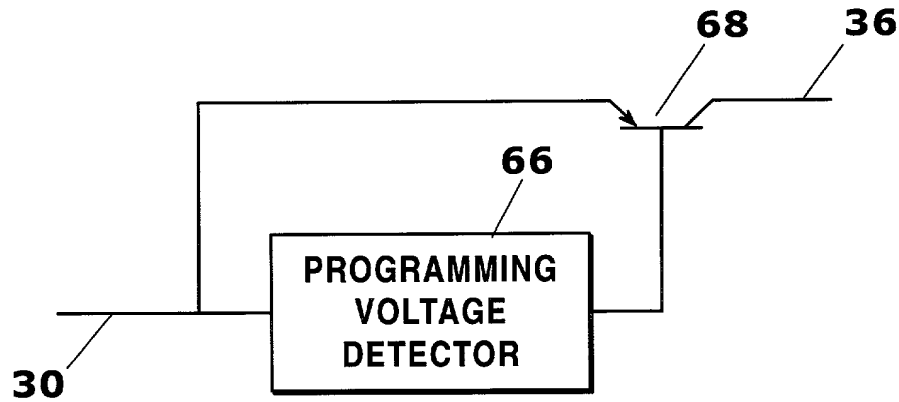 68
36
66
PROGRAMMING
VOLTAGE
DETECTOR
30